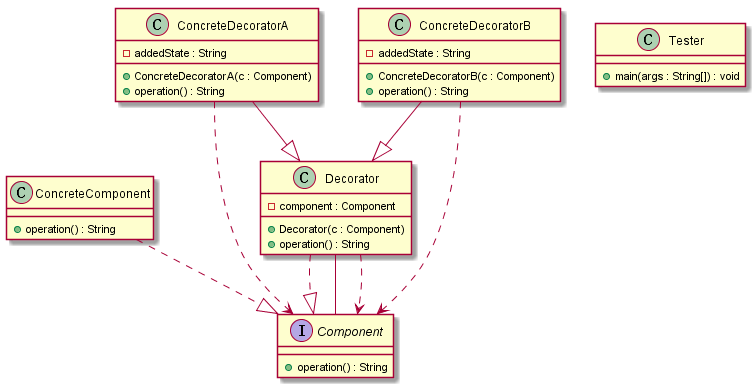 C ConcreteDecoratorA
addedState : String
ConcreteDecoratorA(c : Component)
operation() : String
C ConcreteDecoratorB
addedState : String
ConcreteDecoratorB(c : Component)
operation() : String
C Tester
main(args : String[]) : void
C ConcreteComponent
operation() : String
C Decorator
component : Component
Decorator(c : Component)
operation() : String
I Component
operation() : String